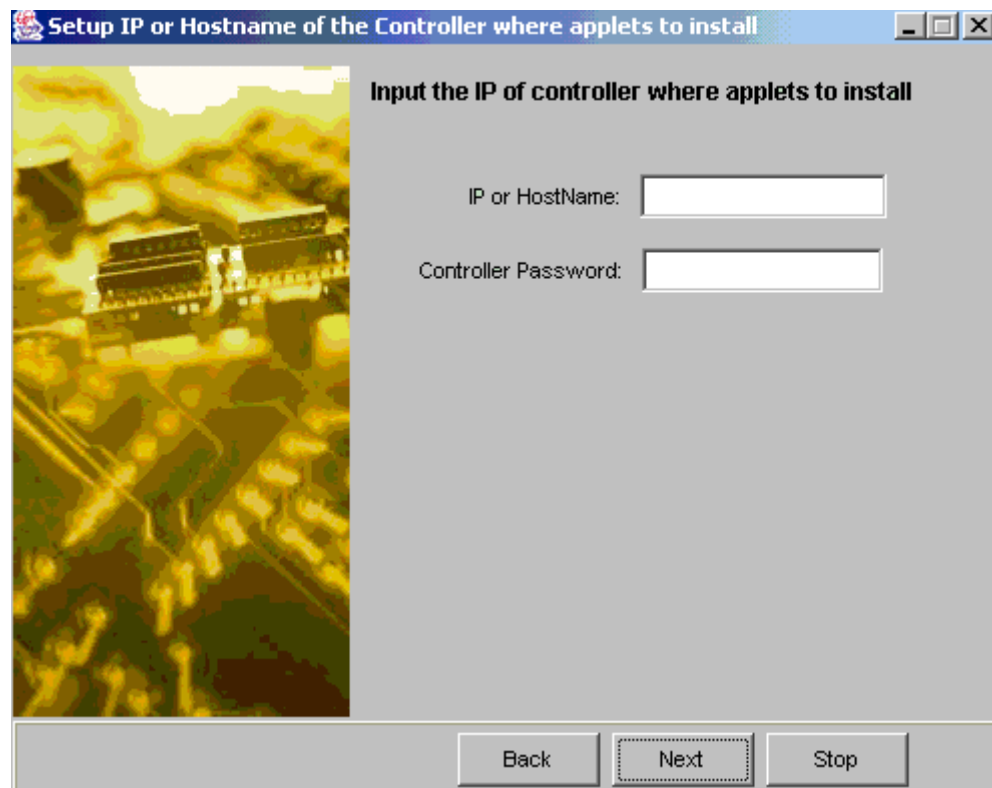 Setup IP or Hostname of the Controller where applets to install
Input the IP of controller where applets to install
IP or HostName:
Controller Password:
Back Next Stop